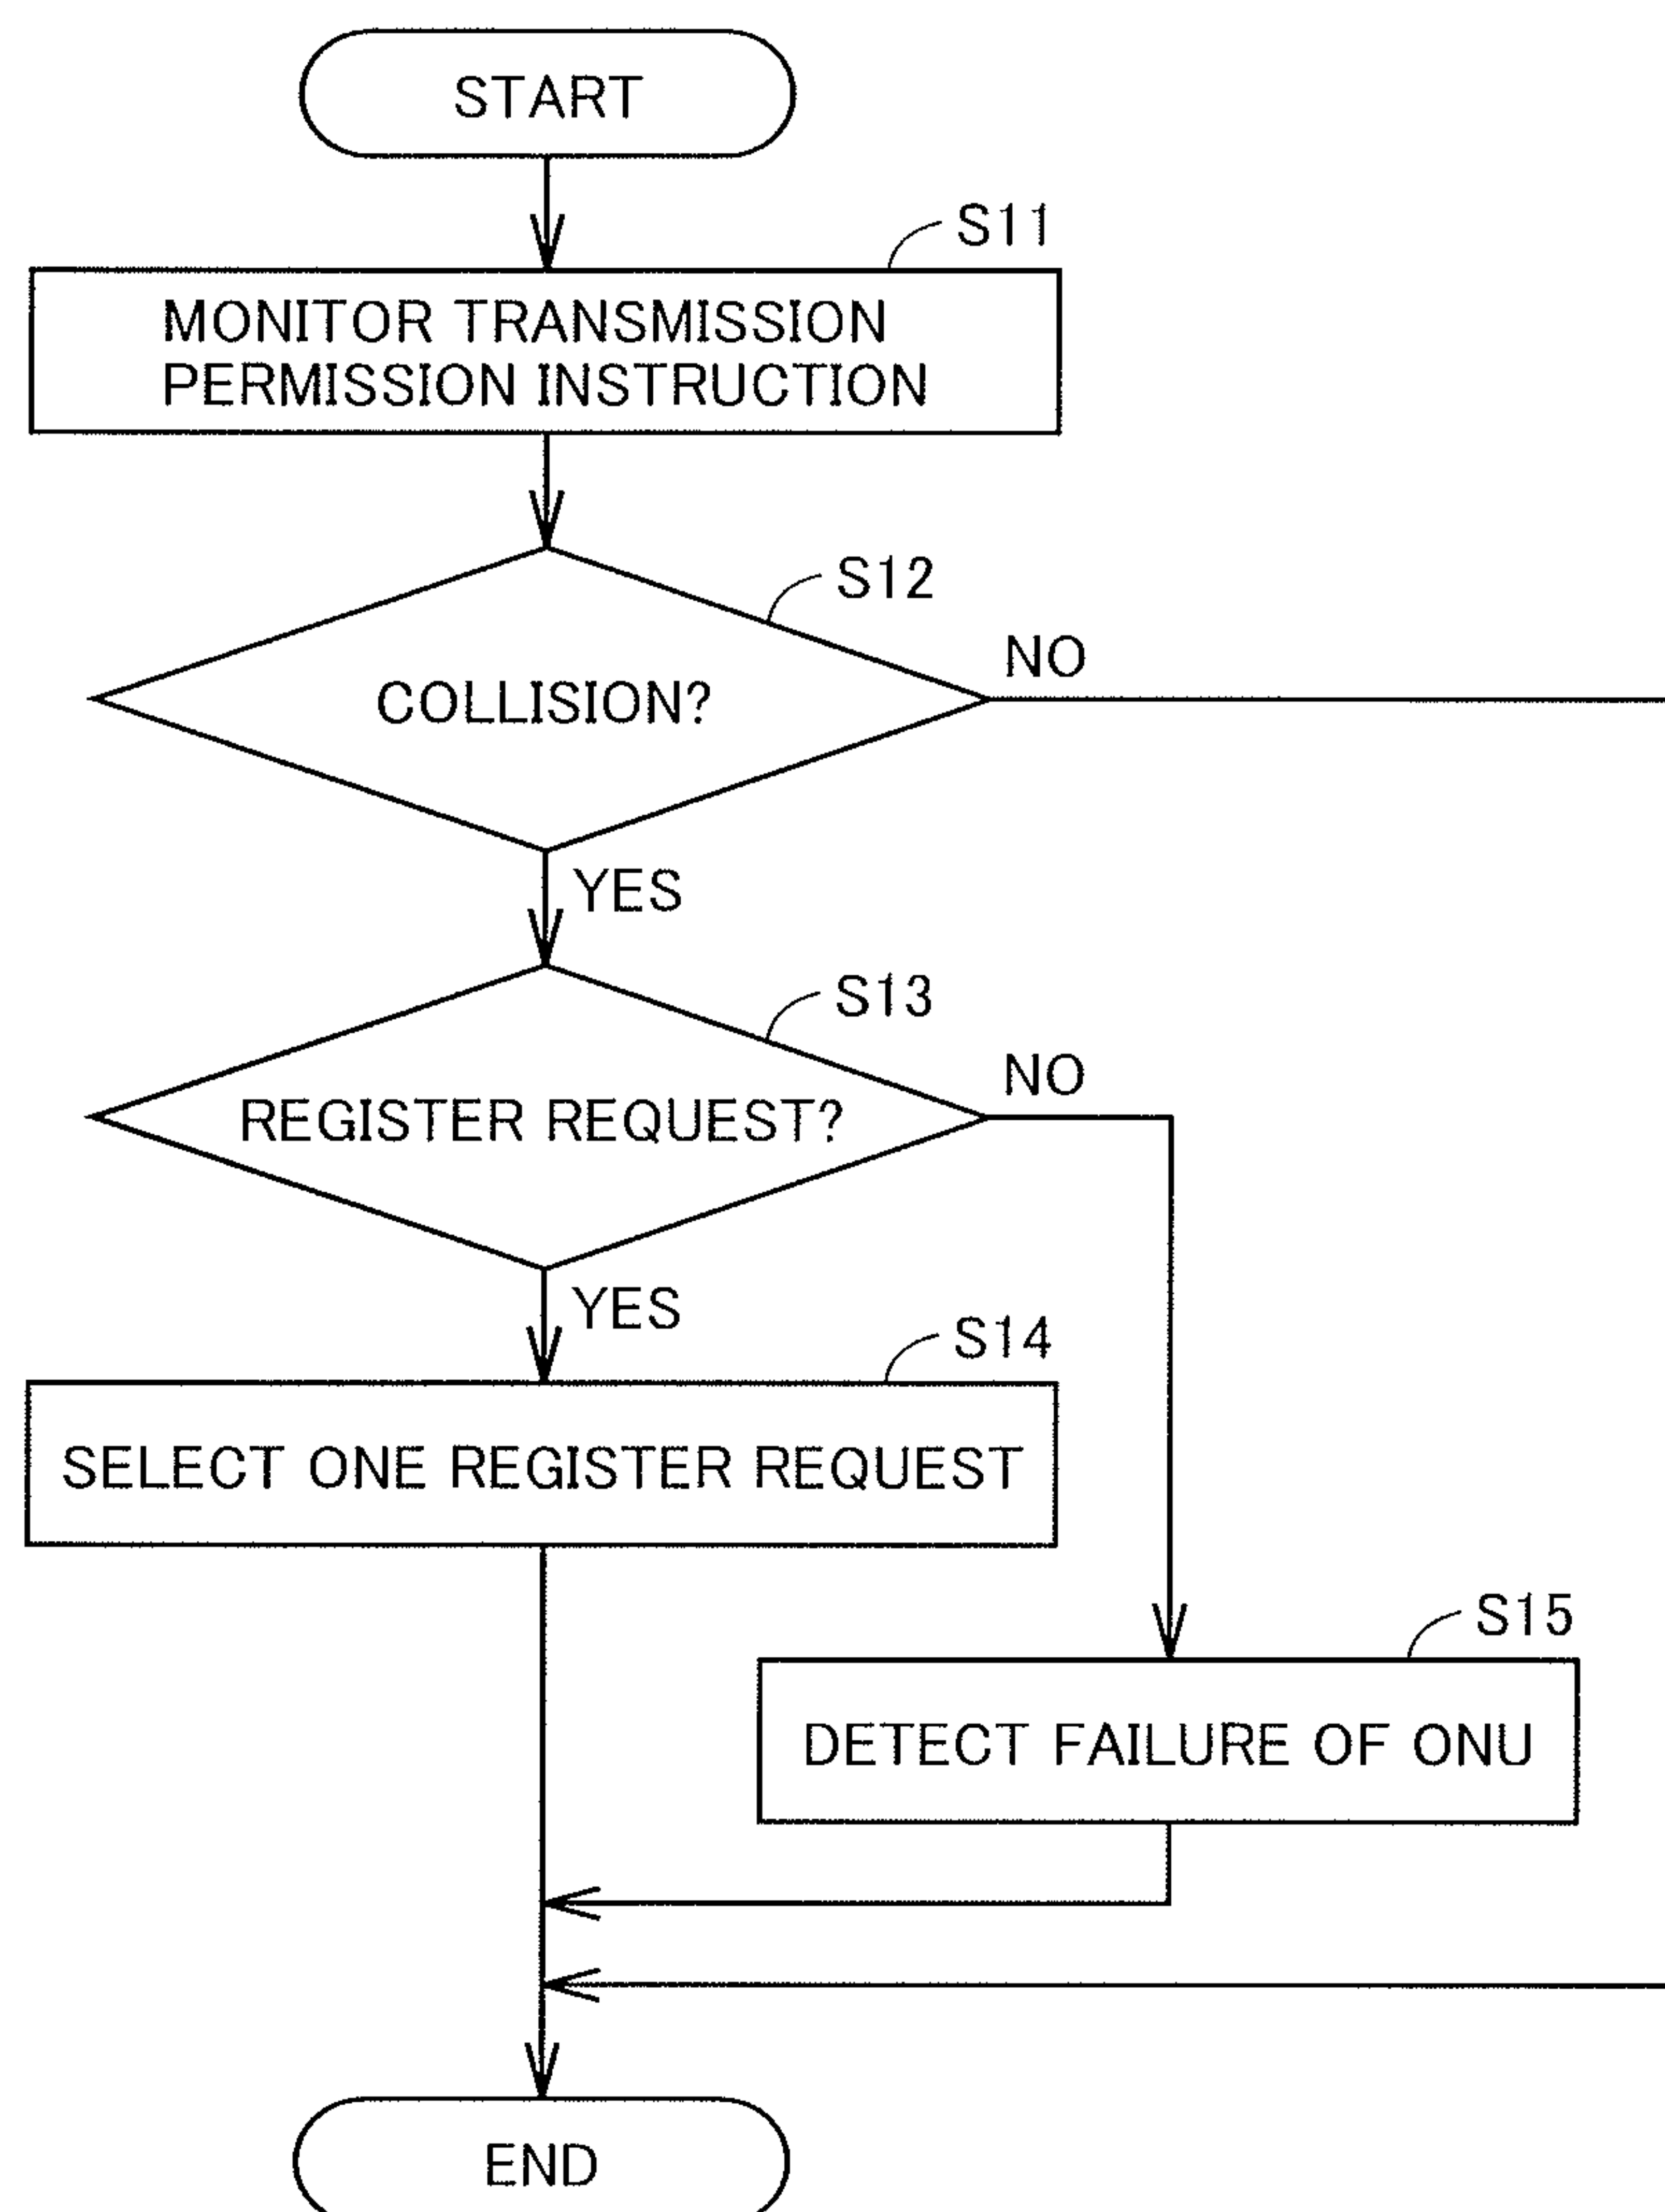 START
S11
MONITOR TRANSMISSION
PERMISSION INSTRUCTION
S12
NO
COLLISION?
YES
S13
NO
REGISTER REQUEST?
YES
S14
SELECT ONE REGISTER REQUEST
S15
DETECT FAILURE OF ONU
END